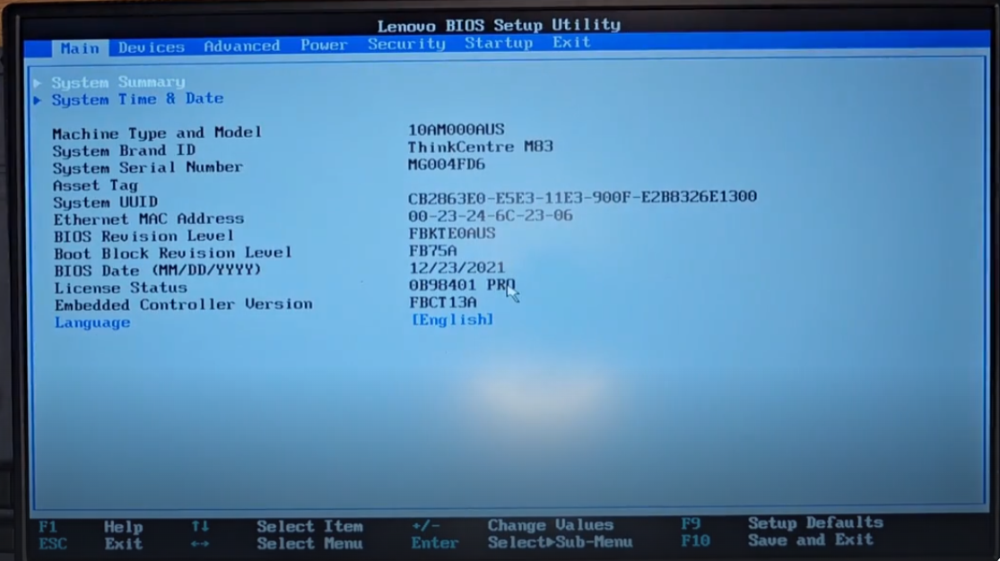 Lenovo BIOS Setup Utility
Main Devices Advanced Power Security Startup Exit
▶ System Summary
▶ System Time & Date
Machine Type and Model 10AM000AUS
System Brand ID ThinkCentre M83
System Serial Number MG004FD6
Asset Tag
System UUID CB2863E0-E5E3-11E3-900F-E2B8326E1300
Ethernet MAC Address 00-23-24-6C-23-06
BIOS Revision Level FBKTE0AUS
Boot Block Revision Level FB75A
BIOS Date (MM/DD/YYYY) 12/23/2021
License Status 0B98401 PRO
Embedded Controller Version FBCT13A
Language [English]
F1 Help ↑↓ Select Item +/- Change Values F9 Setup Defaults
ESC Exit ↔ Select Menu Enter Select▶Sub-Menu F10 Save and Exit